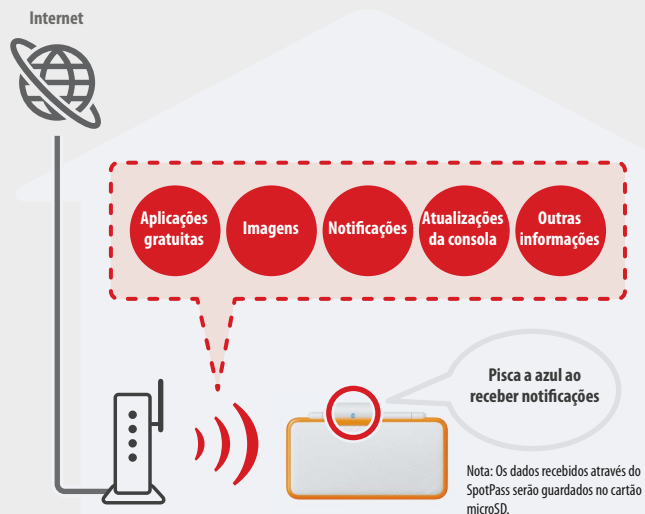 Internet
Aplicações
gratuitas
Imagens
Notificações
Atualizações
da consola
Outras
informações
Pisca a azul ao
receber notificações
Nota: Os dados recebidos através do
SpotPass serão guardados no cartão
microSD.